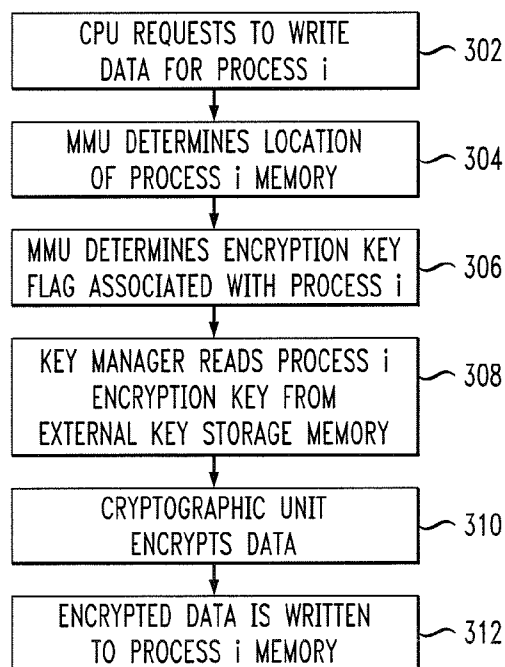 CPU REQUESTS TO WRITE
DATA FOR PROCESS i
302
MMU DETERMINES LOCATION
OF PROCESS i MEMORY
304
MMU DETERMINES ENCRYPTION KEY
FLAG ASSOCIATED WITH PROCESS i
306
KEY MANAGER READS PROCESS i
ENCRYPTION KEY FROM
EXTERNAL KEY STORAGE MEMORY
308
CRYPTOGRAPHIC UNIT
ENCRYPTS DATA
310
ENCRYPTED DATA IS WRITTEN
TO PROCESS i MEMORY
312